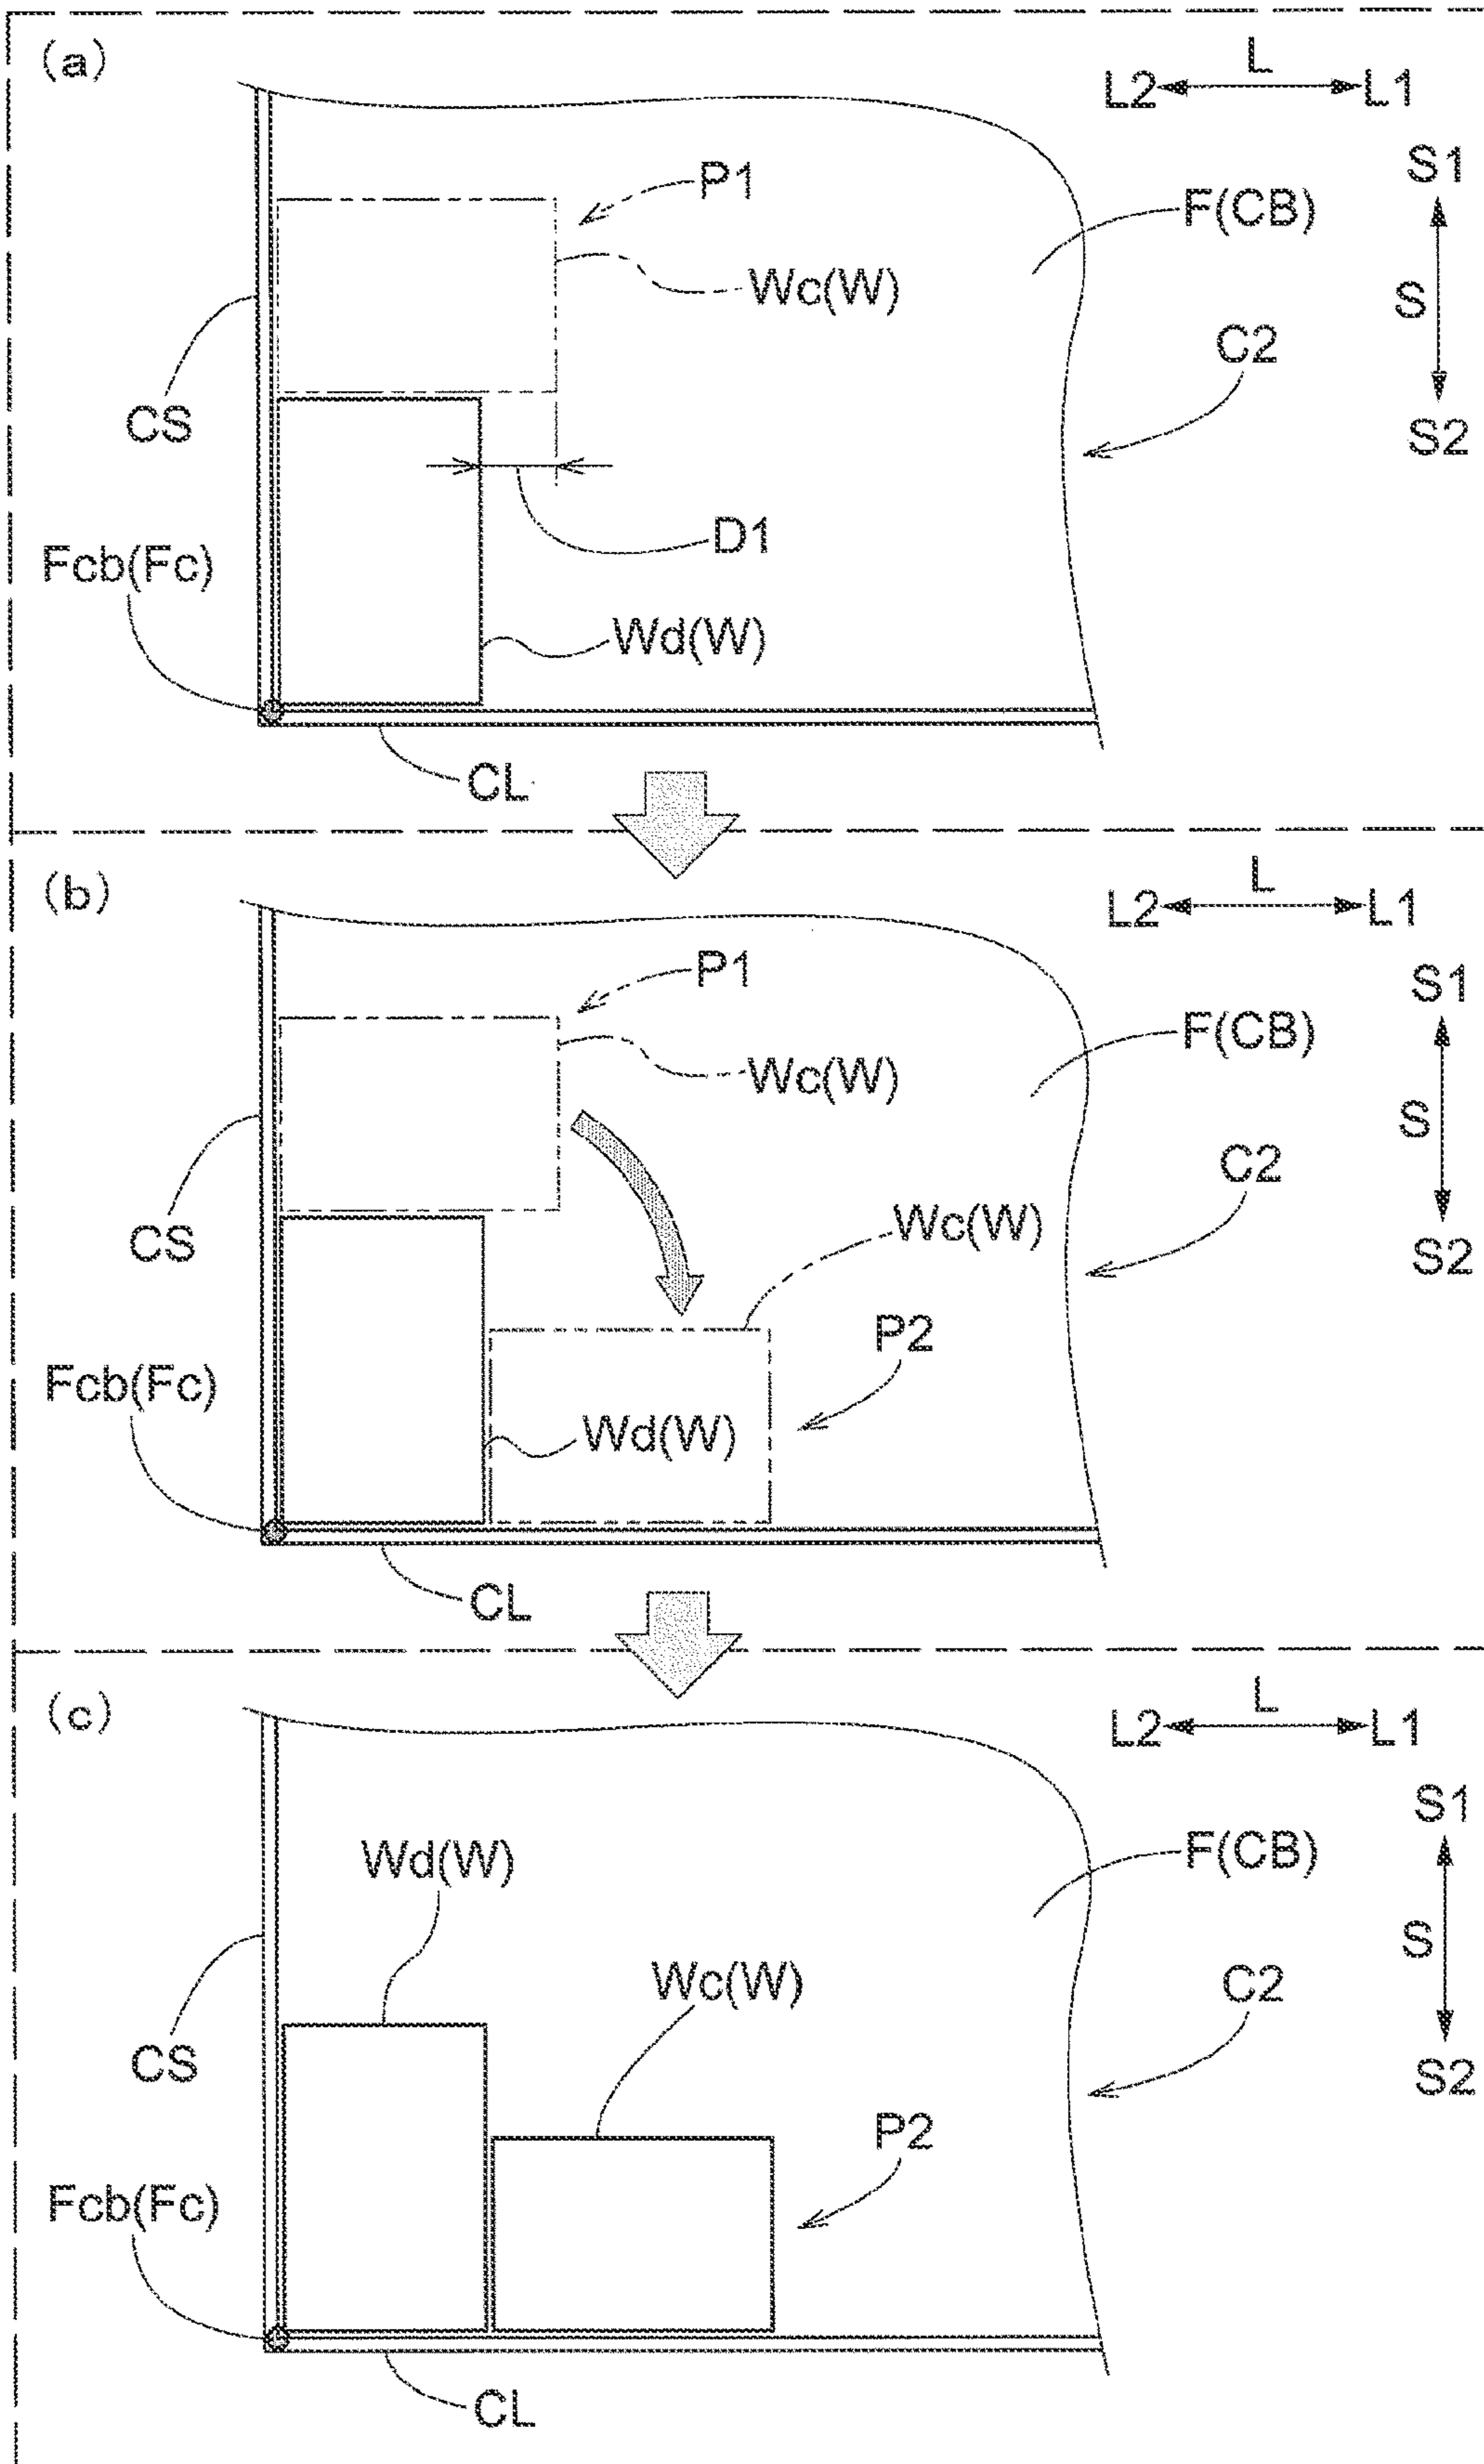 (a)
L
L2
L1
P1
S1
F(CB)
Wc(W)
S
C2
CS
S2
D1
Fcb(Fc)
Wd(W)
CL
(b)
L
L2
L1
P1
S1
F(CB)
Wc(W)
S
C2
Wc(W)
CS
S2
P2
Fcb(Fc)
Wd(W)
CL
(c)
L
L2
L1
S1
Wd(W)
F(CB)
S
Wc(W)
C2
CS
S2
P2
Fcb(Fc)
CL